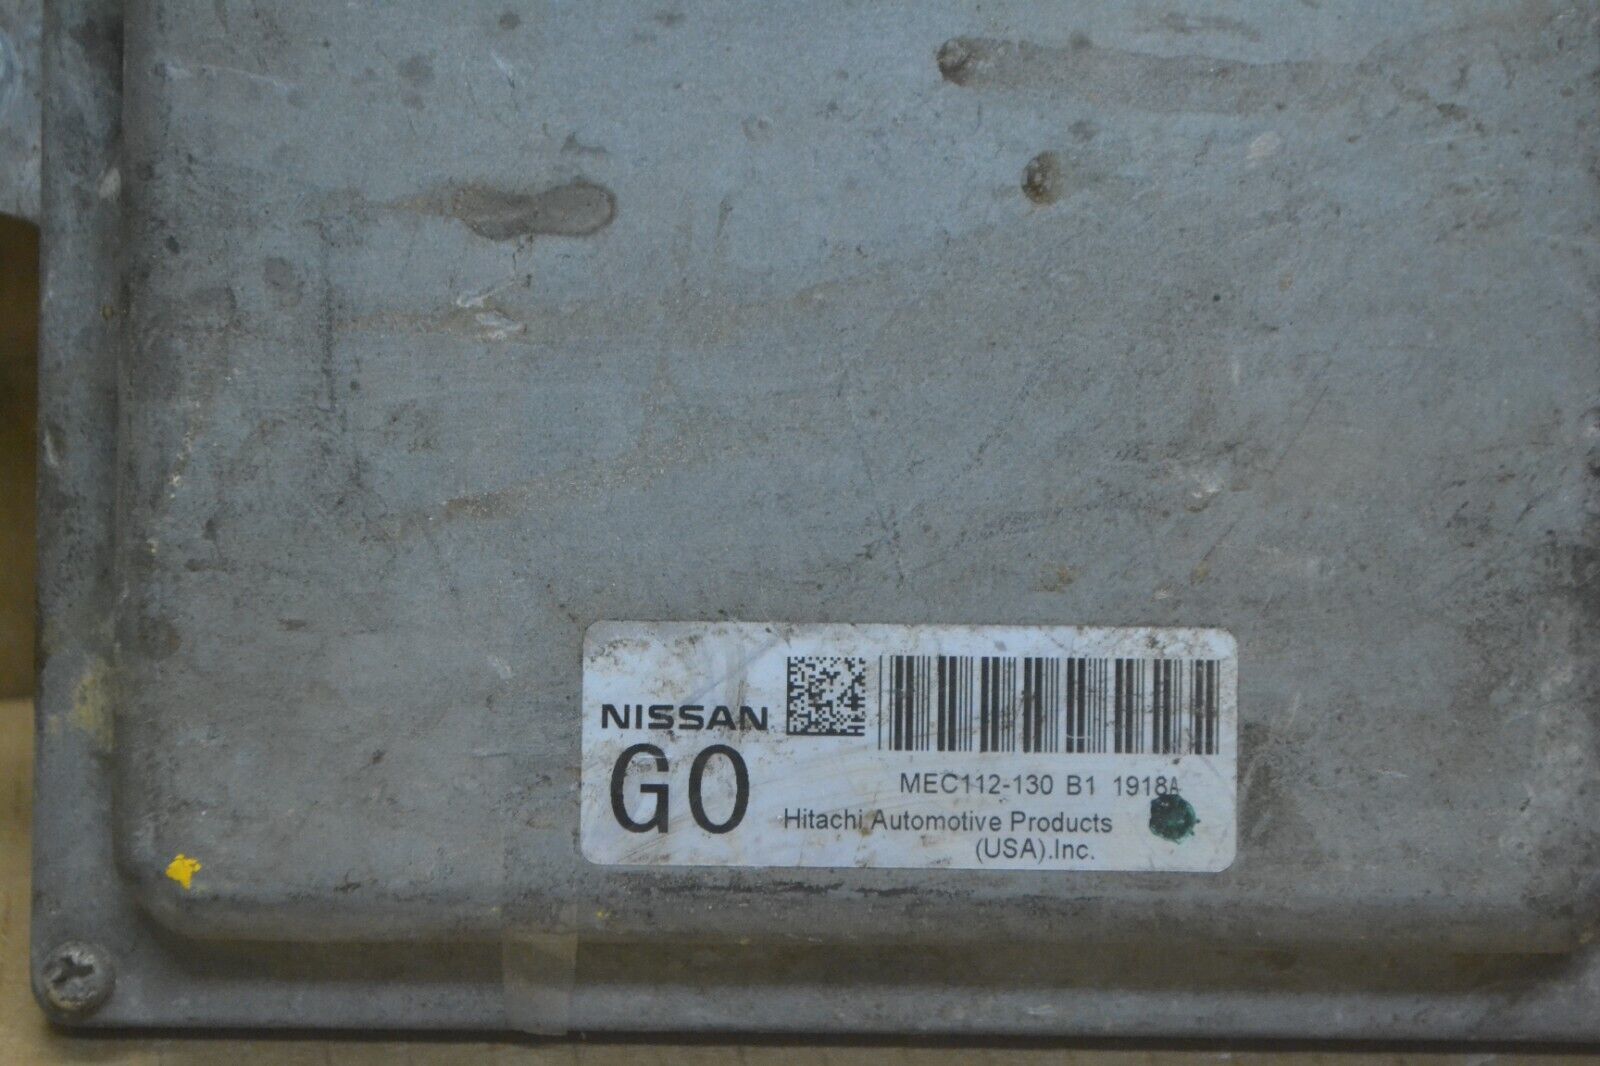 NISSAN
GO
MEC112-130 B1 1918A
Hitachi Automotive Products
(USA).Inc.